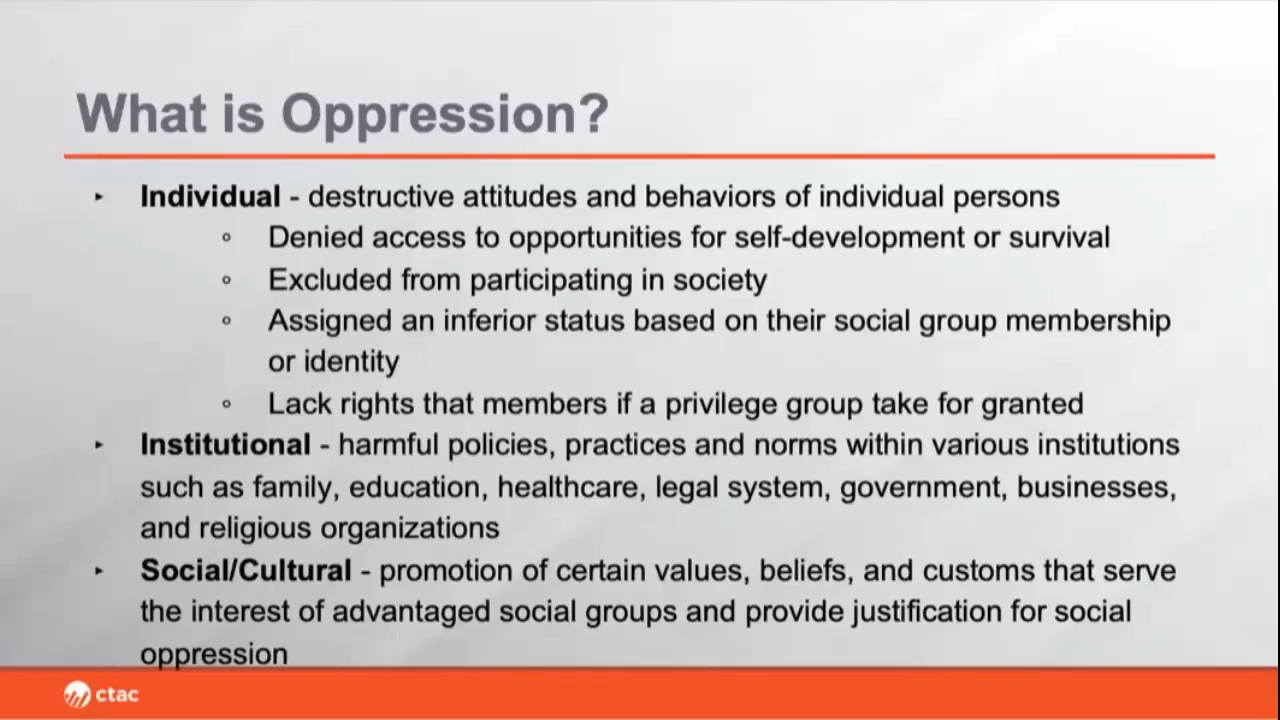 What is Oppression?
‣ Individual - destructive attitudes and behaviors of individual persons
◦ Denied access to opportunities for self-development or survival
◦ Excluded from participating in society
◦ Assigned an inferior status based on their social group membership
or identity
◦ Lack rights that members if a privilege group take for granted
‣ Institutional - harmful policies, practices and norms within various institutions
such as family, education, healthcare, legal system, government, businesses,
and religious organizations
‣ Social/Cultural - promotion of certain values, beliefs, and customs that serve
the interest of advantaged social groups and provide justification for social
oppression
ctac